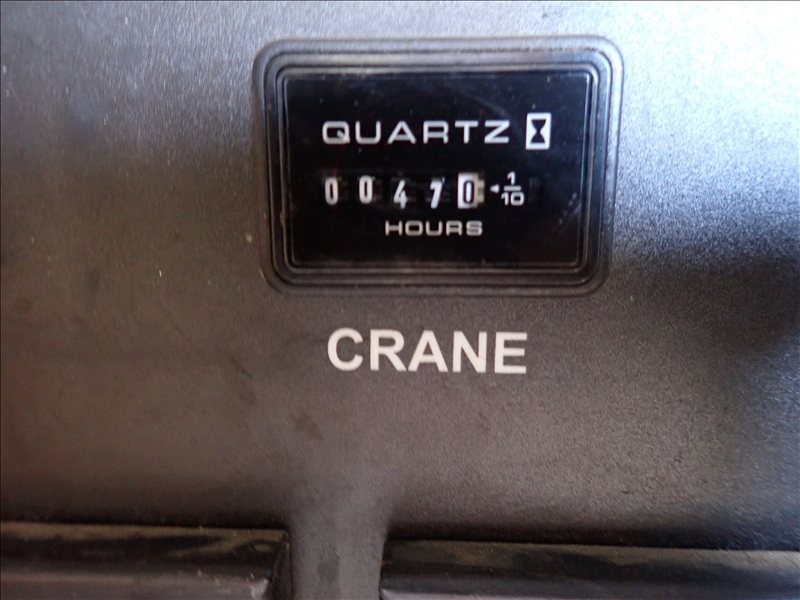 QUARTZ
00470 1/10
HOURS
CRANE